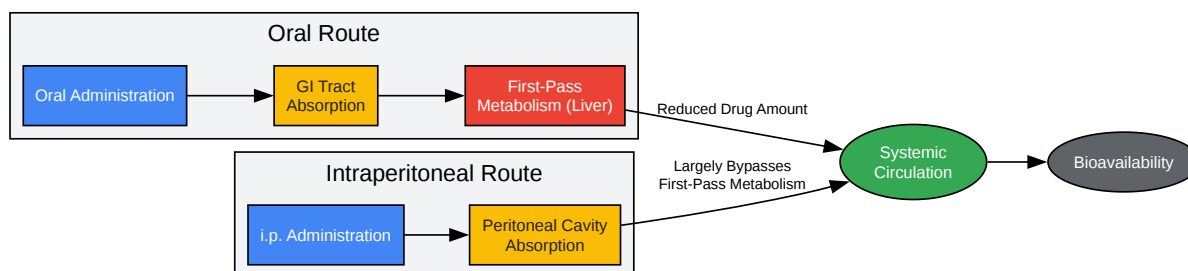 Oral Route
Oral Administration
GI Tract
Absorption
First-Pass
Metabolism (Liver)
Reduced Drug Amount
Intraperitoneal Route
i.p. Administration
Peritoneal Cavity
Absorption
Largely Bypasses
First-Pass Metabolism
Systemic
Circulation
Bioavailability